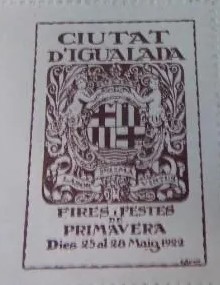 CIUTAT
D'IGUALADA
FIRES I FESTES
DE
PRIMAVERA
Dies 25 al 28 Maig 1922